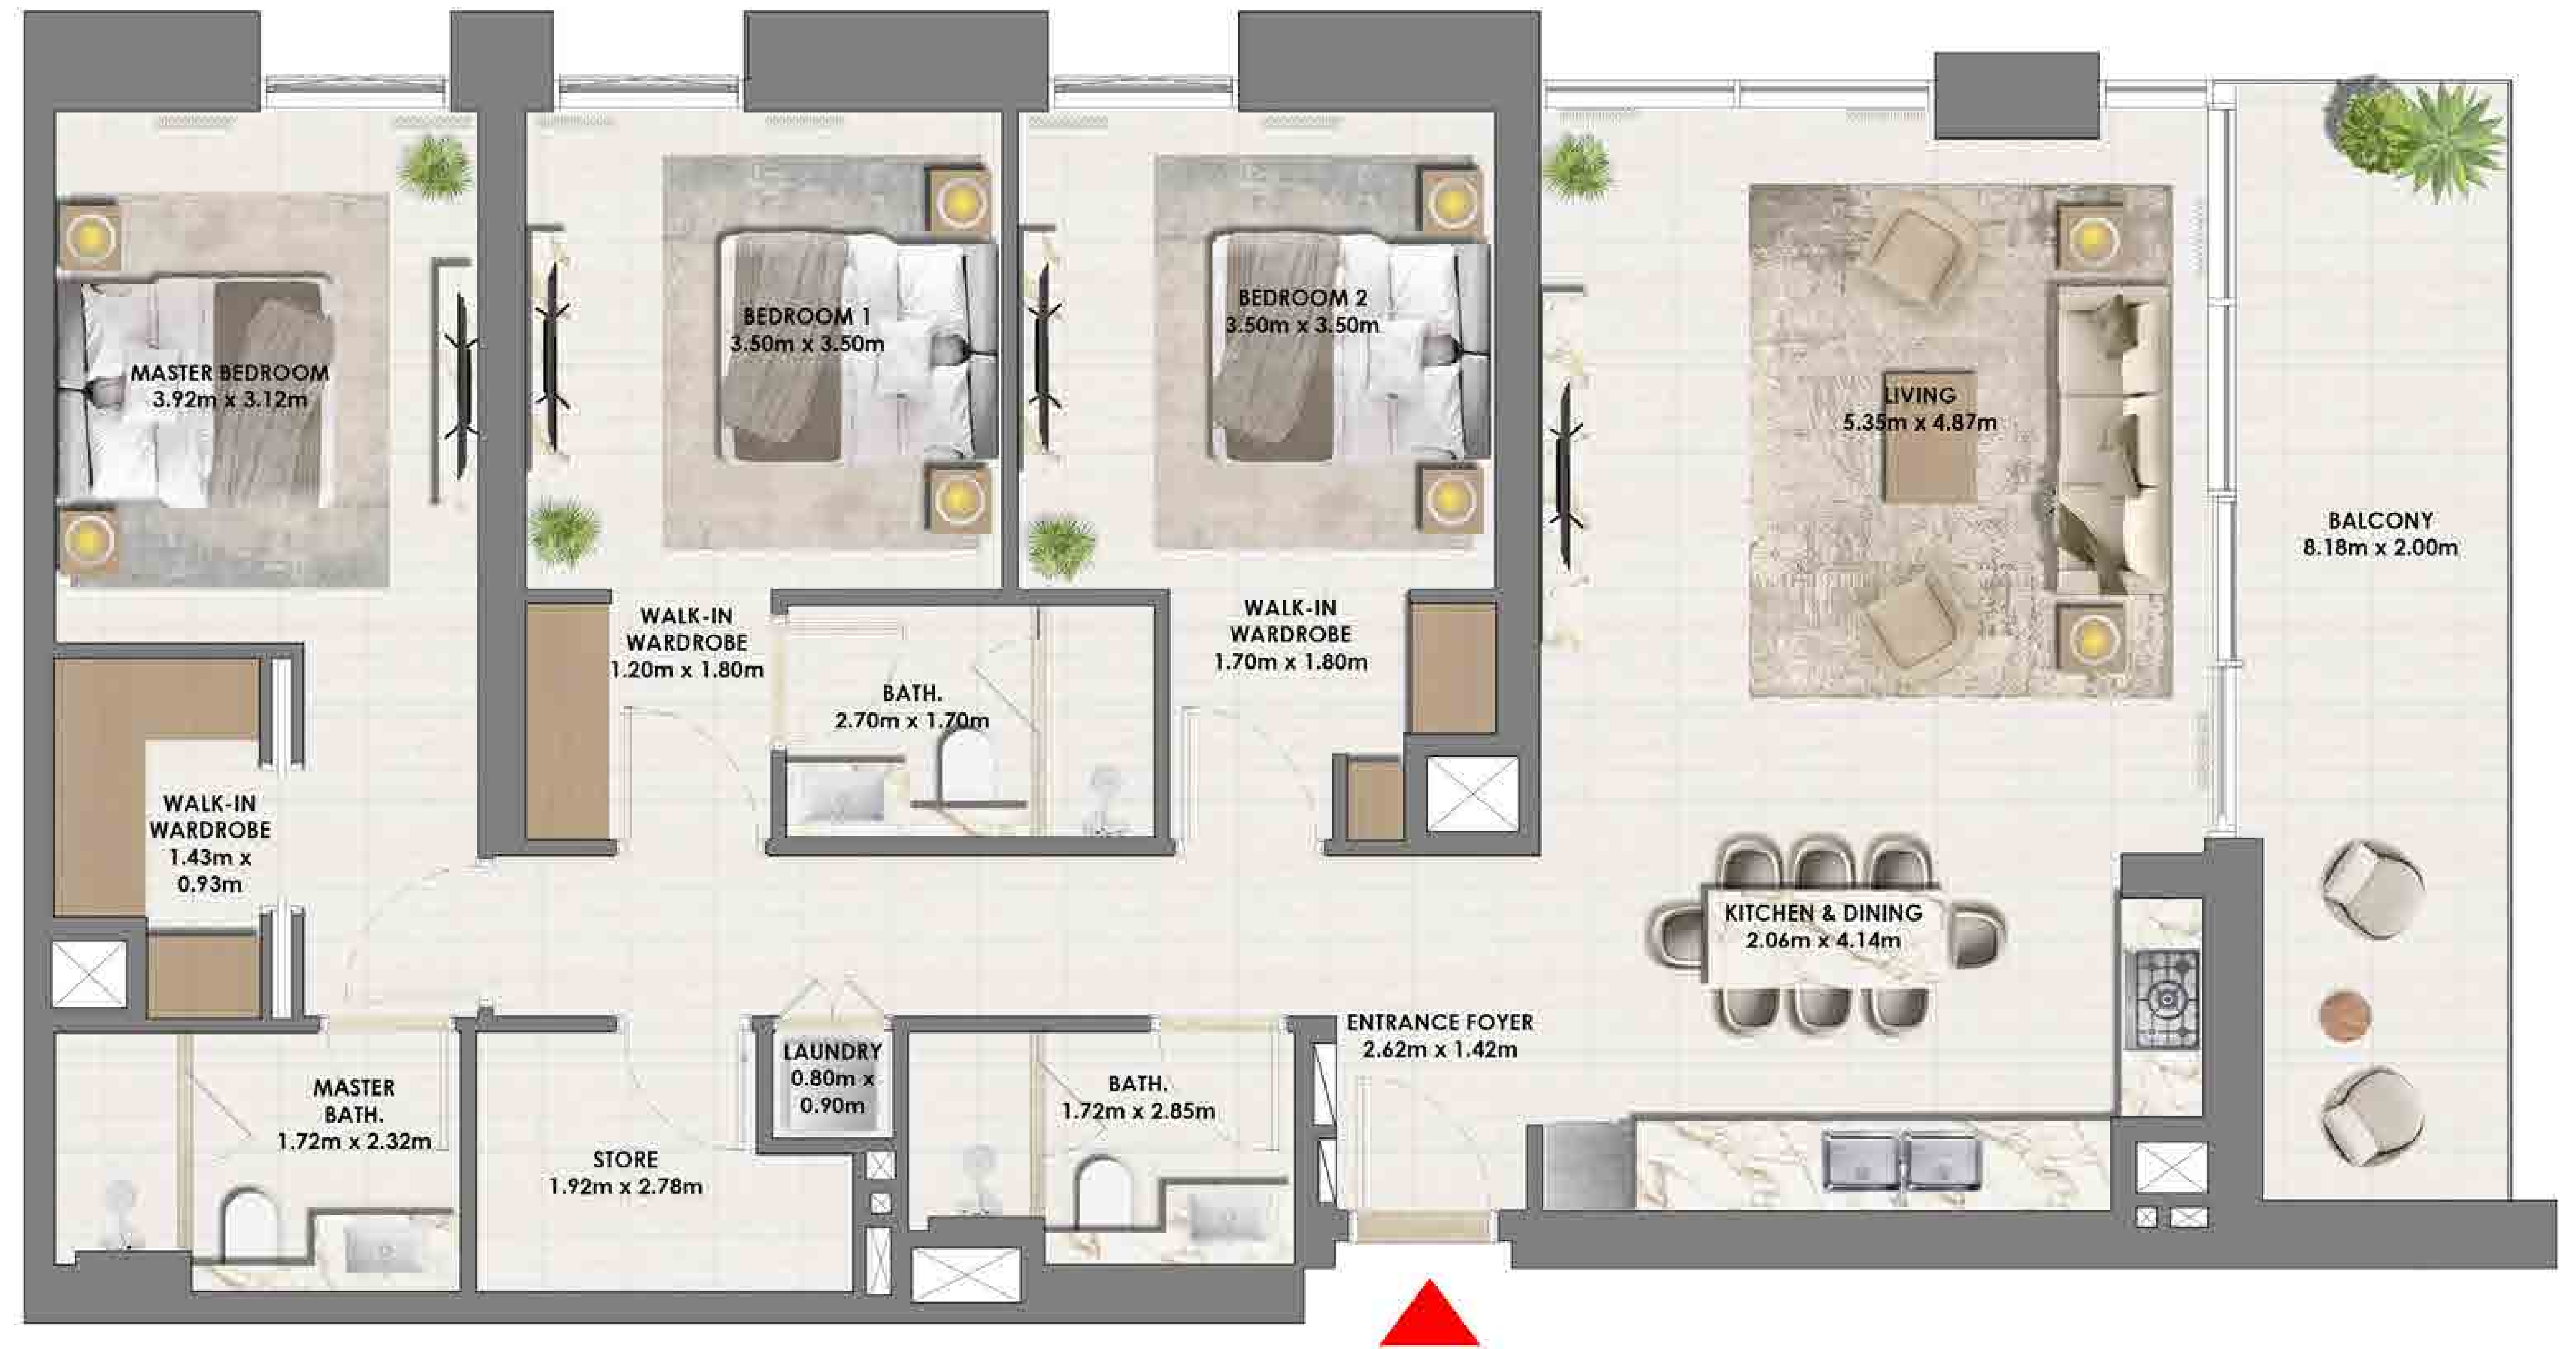 MASTER BEDROOM
3.92m x 3.12m
BEDROOM 1
3.50m x 3.50m
BEDROOM 2
3.50m x 3.50m
LIVING
5.35m x 4.87m
BALCONY
8.18m x 2.00m
WALK-IN
WARDROBE
1.20m x 1.80m
WALK-IN
WARDROBE
1.70m x 1.80m
BATH.
2.70m x 1.70m
WALK-IN
WARDROBE
1.43m x
0.93m
KITCHEN & DINING
2.06m x 4.14m
ENTRANCE FOYER
2.62m x 1.42m
LAUNDRY
0.80m x
0.90m
MASTER
BATH.
1.72m x 2.32m
BATH.
1.72m x 2.85m
STORE
1.92m x 2.78m